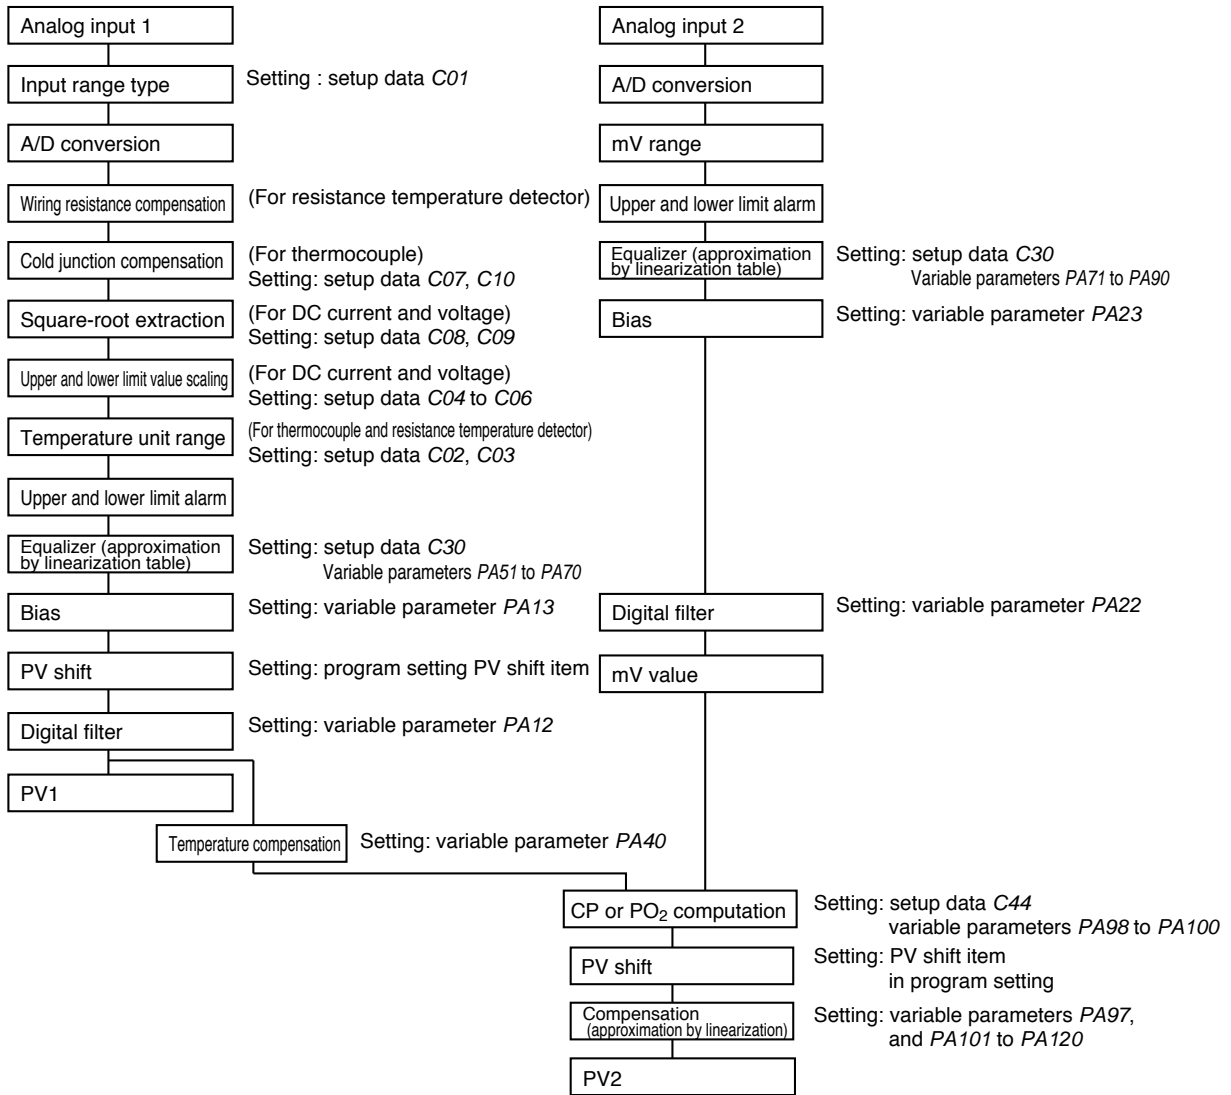 Analog input 1
Input range type
Setting : setup data C01
A/D conversion
Wiring resistance compensation
(For resistance temperature detector)
Cold junction compensation
(For thermocouple)
Setting: setup data C07, C10
Square-root extraction
(For DC current and voltage)
Setting: setup data C08, C09
Upper and lower limit value scaling
(For DC current and voltage)
Setting: setup data C04 to C06
Temperature unit range
(For thermocouple and resistance temperature detector)
Setting: setup data C02, C03
Upper and lower limit alarm
Equalizer (approximation
by linearization table)
Setting: setup data C30
Variable parameters PA51 to PA70
Bias
Setting: variable parameter PA13
PV shift
Setting: program setting PV shift item
Digital filter
Setting: variable parameter PA12
PV1
Temperature compensation
Setting: variable parameter PA40
Analog input 2
A/D conversion
mV range
Upper and lower limit alarm
Equalizer (approximation
by linearization table)
Setting: setup data C30
Variable parameters PA71 to PA90
Bias
Setting: variable parameter PA23
Digital filter
Setting: variable parameter PA22
mV value
CP or PO₂ computation
Setting: setup data C44
variable parameters PA98 to PA100
PV shift
Setting: PV shift item
in program setting
Compensation
(approximation by linearization)
Setting: variable parameters PA97,
and PA101 to PA120
PV2